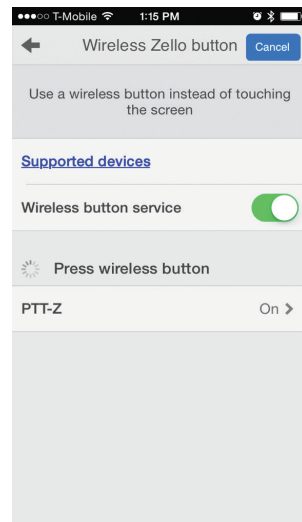 T-Mobile 1:15 PM
Wireless Zello button Cancel
Use a wireless button instead of touching
the screen
Supported devices
Wireless button service
Press wireless button
PTT-Z On